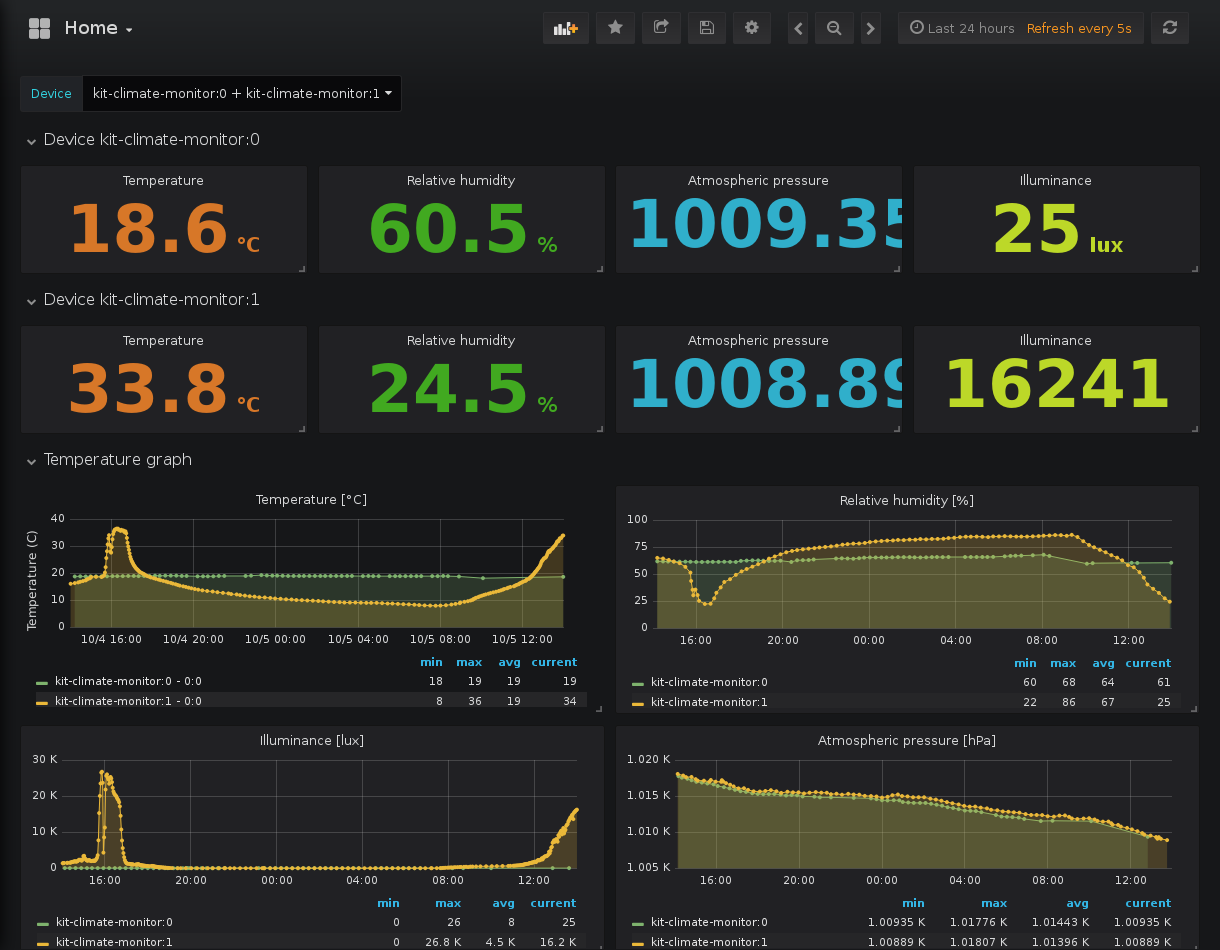 Home
Last 24 hours Refresh every 5s
Device kit-climate-monitor:0 + kit-climate-monitor:1
Device kit-climate-monitor:0
Temperature Relative humidity Atmospheric pressure Illuminance
18.6 °C 60.5 % 1009.35 25 lux
Device kit-climate-monitor:1
Temperature Relative humidity Atmospheric pressure Illuminance
33.8 °C 24.5 % 1008.89 16241
Temperature graph
Temperature [°C]
Temperature (C)
40
30
20
10
0
10/4 16:00 10/4 20:00 10/5 00:00 10/5 04:00 10/5 08:00 10/5 12:00
min max avg current
kit-climate-monitor:0 - 0:0 18 19 19 19
kit-climate-monitor:1 - 0:0 8 36 19 34
Relative humidity [%]
100
75
50
25
0
16:00 20:00 00:00 04:00 08:00 12:00
min max avg current
kit-climate-monitor:0 60 68 64 61
kit-climate-monitor:1 22 86 67 25
Illuminance [lux]
30 K
20 K
10 K
0
16:00 20:00 00:00 04:00 08:00 12:00
min max avg current
kit-climate-monitor:0 0 26 8 25
kit-climate-monitor:1 0 26.8 K 4.5 K 16.2 K
Atmospheric pressure [hPa]
1.020 K
1.015 K
1.010 K
1.005 K
16:00 20:00 00:00 04:00 08:00 12:00
min max avg current
kit-climate-monitor:0 1.00935 K 1.01776 K 1.01443 K 1.00935 K
kit-climate-monitor:1 1.00889 K 1.01807 K 1.01396 K 1.00889 K